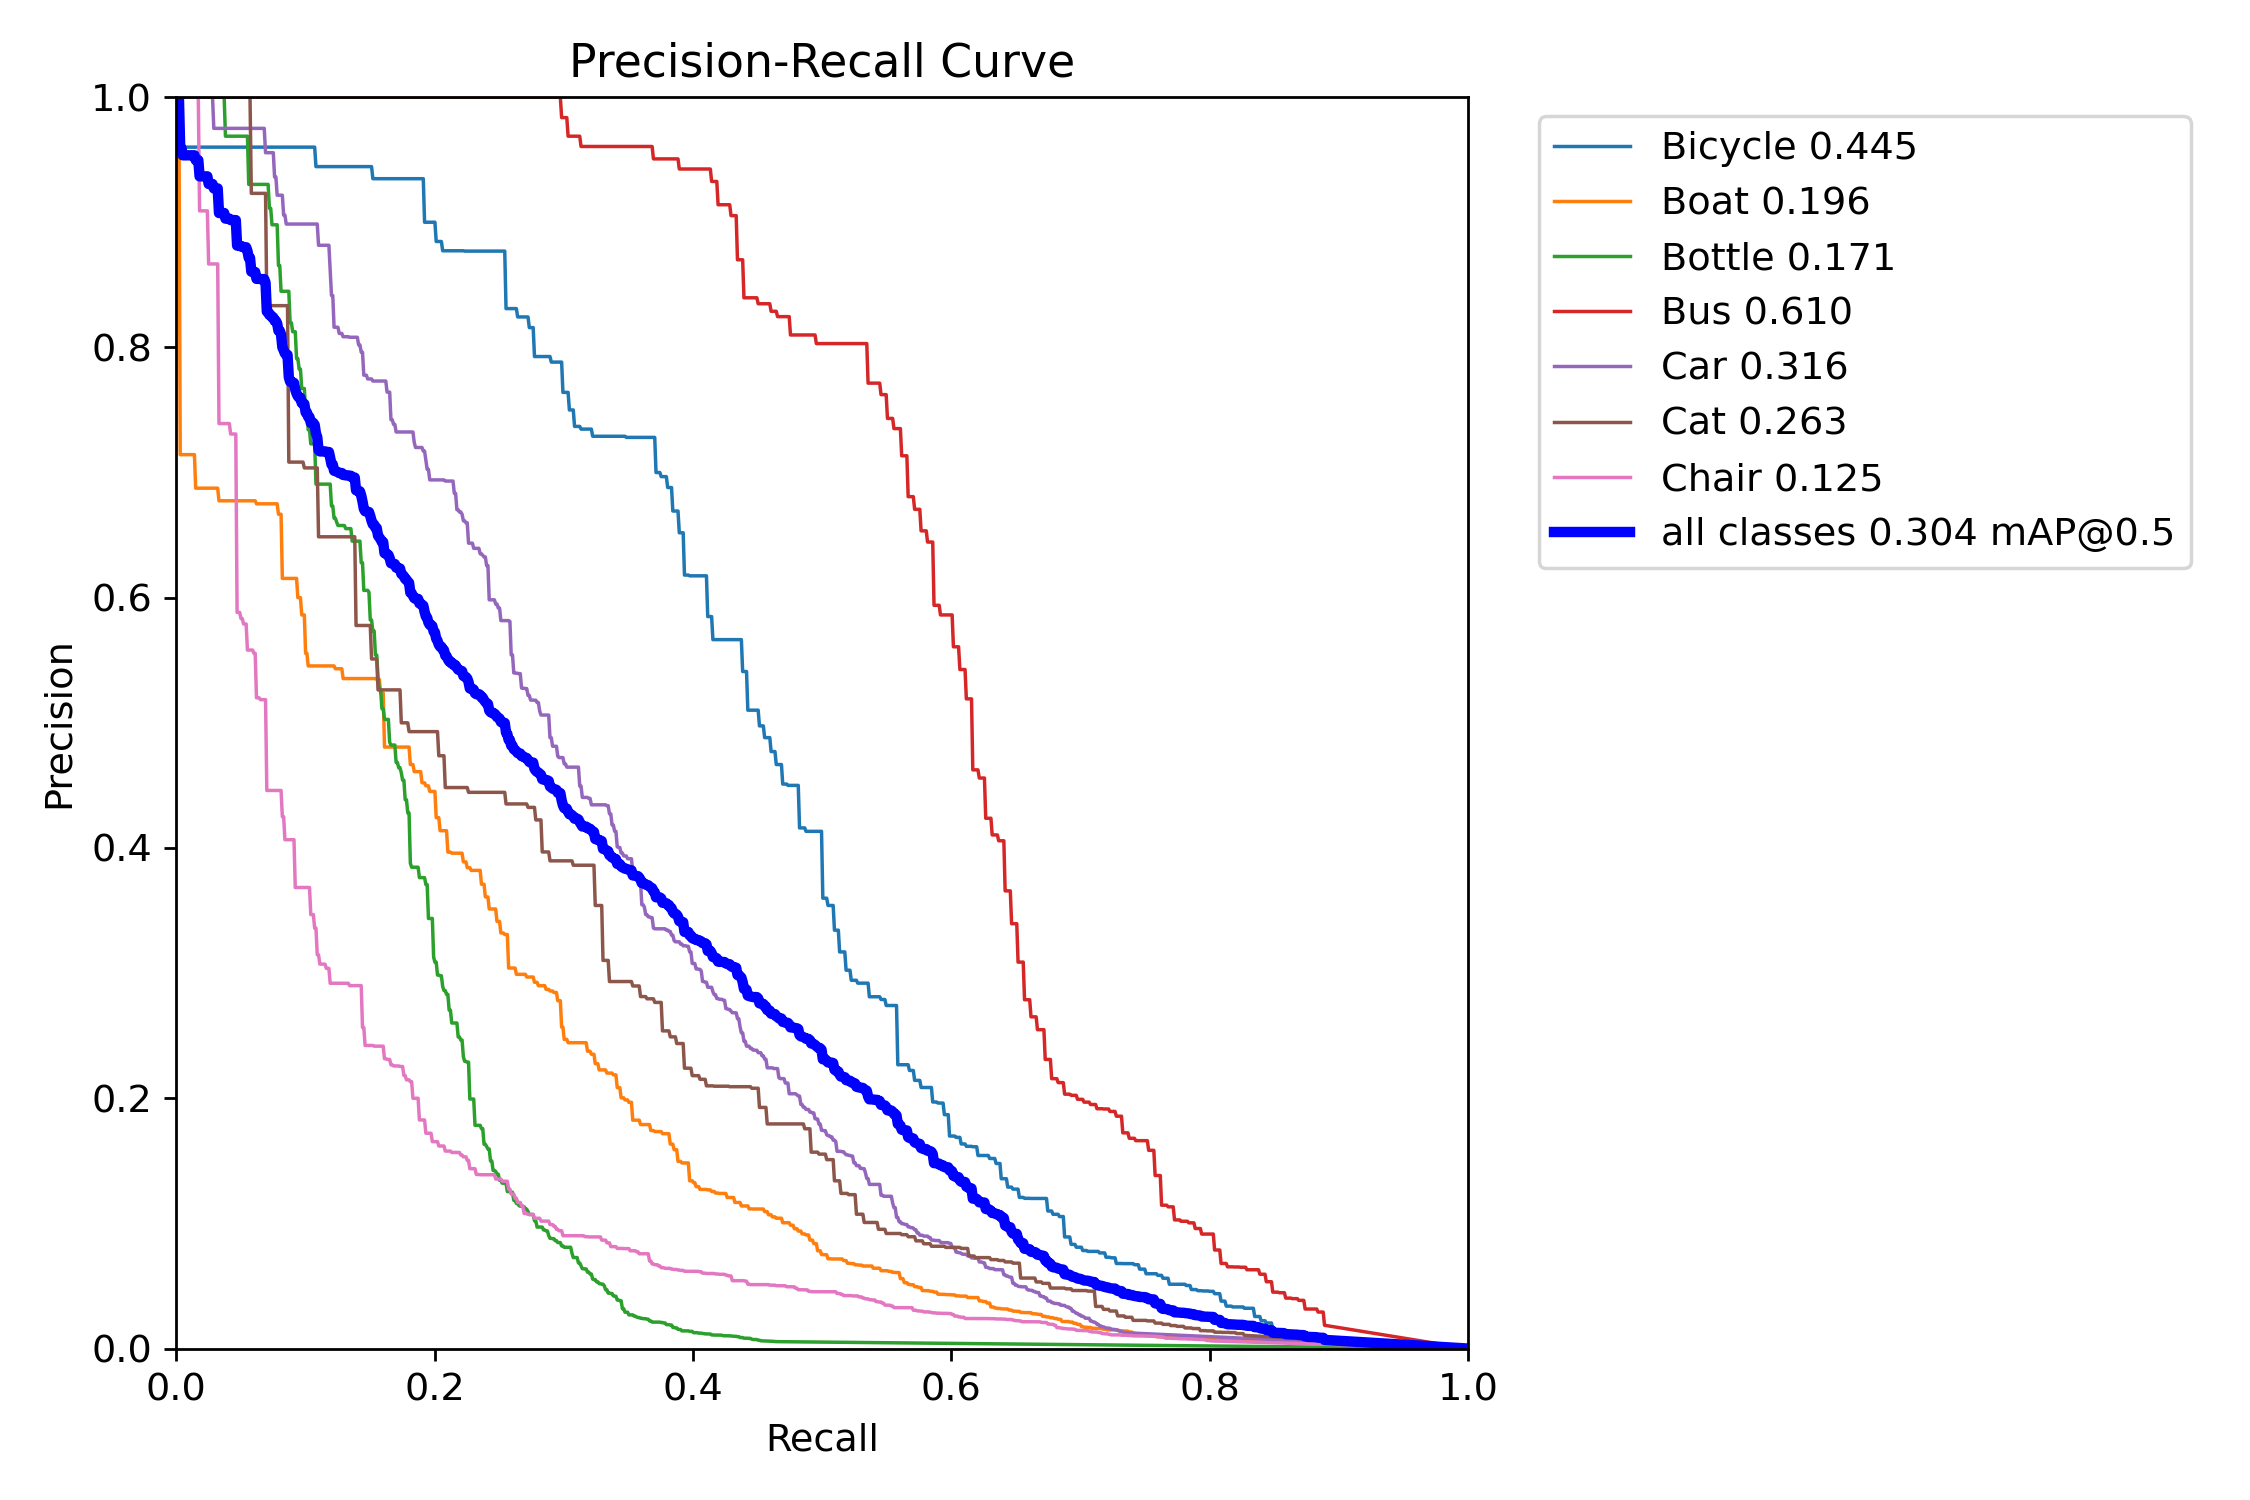 Precision-Recall Curve
1.0
0.8
0.6
0.4
0.2
0.0
Precision
0.0 0.2 0.4 0.6 0.8 1.0
Recall
Bicycle 0.445
Boat 0.196
Bottle 0.171
Bus 0.610
Car 0.316
Cat 0.263
Chair 0.125
all classes 0.304 mAP@0.5